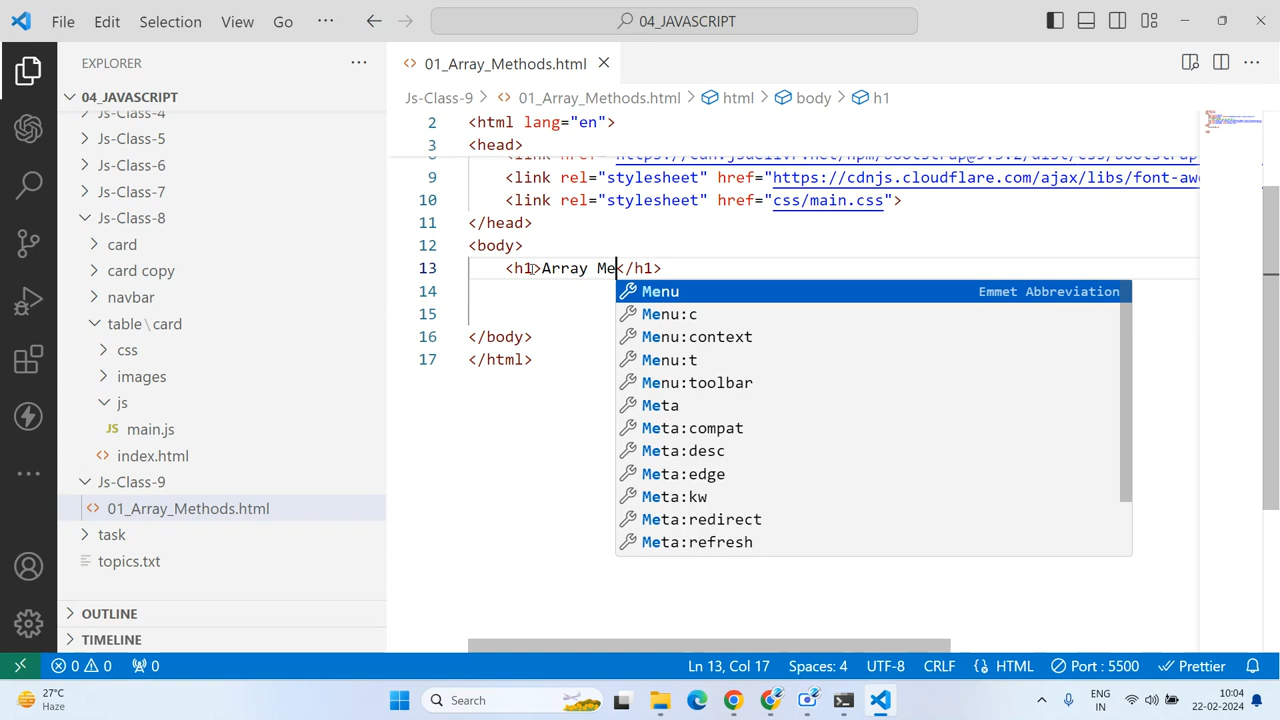 File Edit Selection View Go ··· 04_JAVASCRIPT
EXPLORER
04_JAVASCRIPT
Js-Class-4
Js-Class-5
Js-Class-6
Js-Class-7
Js-Class-8
card
card copy
navbar
table\card
css
images
js
JS main.js
index.html
Js-Class-9
01_Array_Methods.html
task
topics.txt
OUTLINE
TIMELINE
01_Array_Methods.html
Js-Class-9 > 01_Array_Methods.html > html > body > h1
2 <html lang="en">
3 <head>
9 <link rel="stylesheet" href="https://cdnjs.cloudflare.com/ajax/libs/font-aw
10 <link rel="stylesheet" href="css/main.css">
11 </head>
12 <body>
13 <h1>Array Me</h1>
14
15
16 </body>
17 </html>
Menu Emmet Abbreviation
Menu:c
Menu:context
Menu:t
Menu:toolbar
Meta
Meta:compat
Meta:desc
Meta:edge
Meta:kw
Meta:redirect
Meta:refresh
0 0 0 Ln 13, Col 17 Spaces: 4 UTF-8 CRLF HTML Port : 5500 Prettier
27°C
Haze
Search
ENG
IN
10:04
22-02-2024